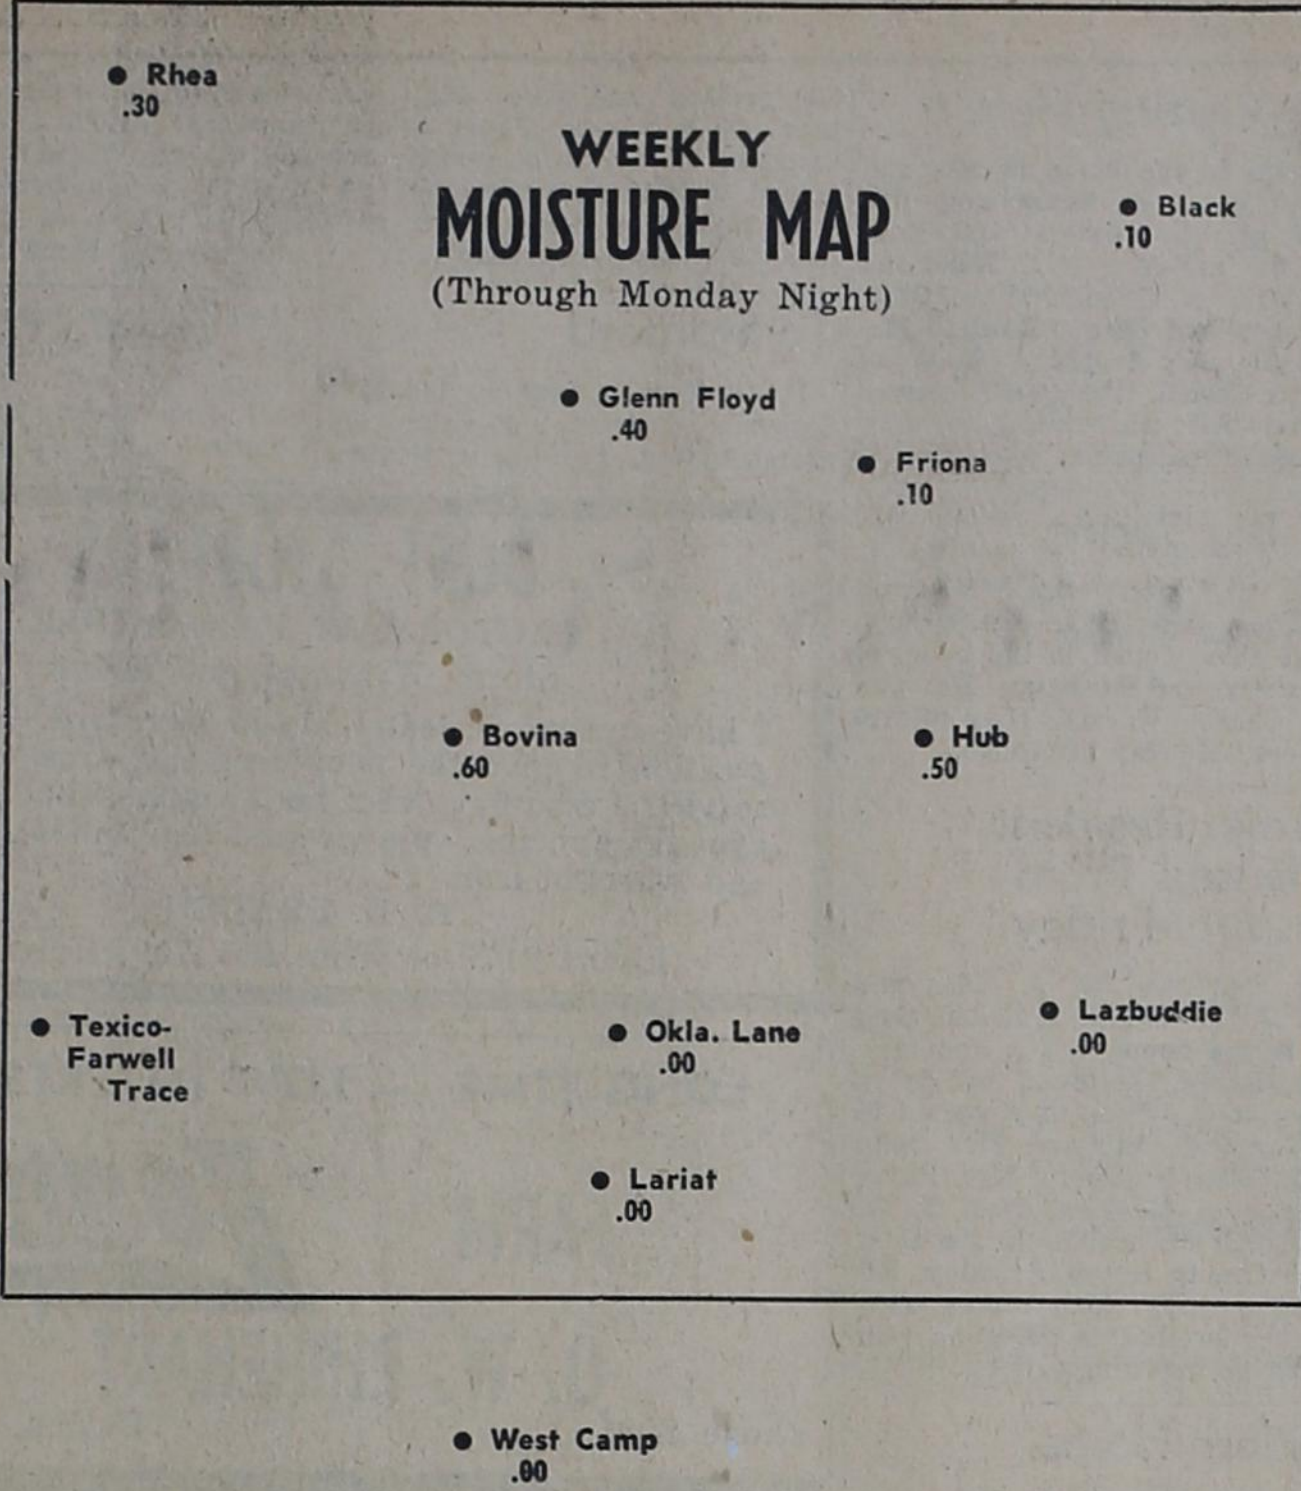 Rhea
.30
WEEKLY
MOISTURE MAP
(Through Monday Night)
Black
.10
Glenn Floyd
.40
Friona
.10
Bovina
.60
Hub
.50
Texico-
Farwell
Trace
Okla. Lane
.00
Lazbuddie
.00
Lariat
.00
West Camp
.00